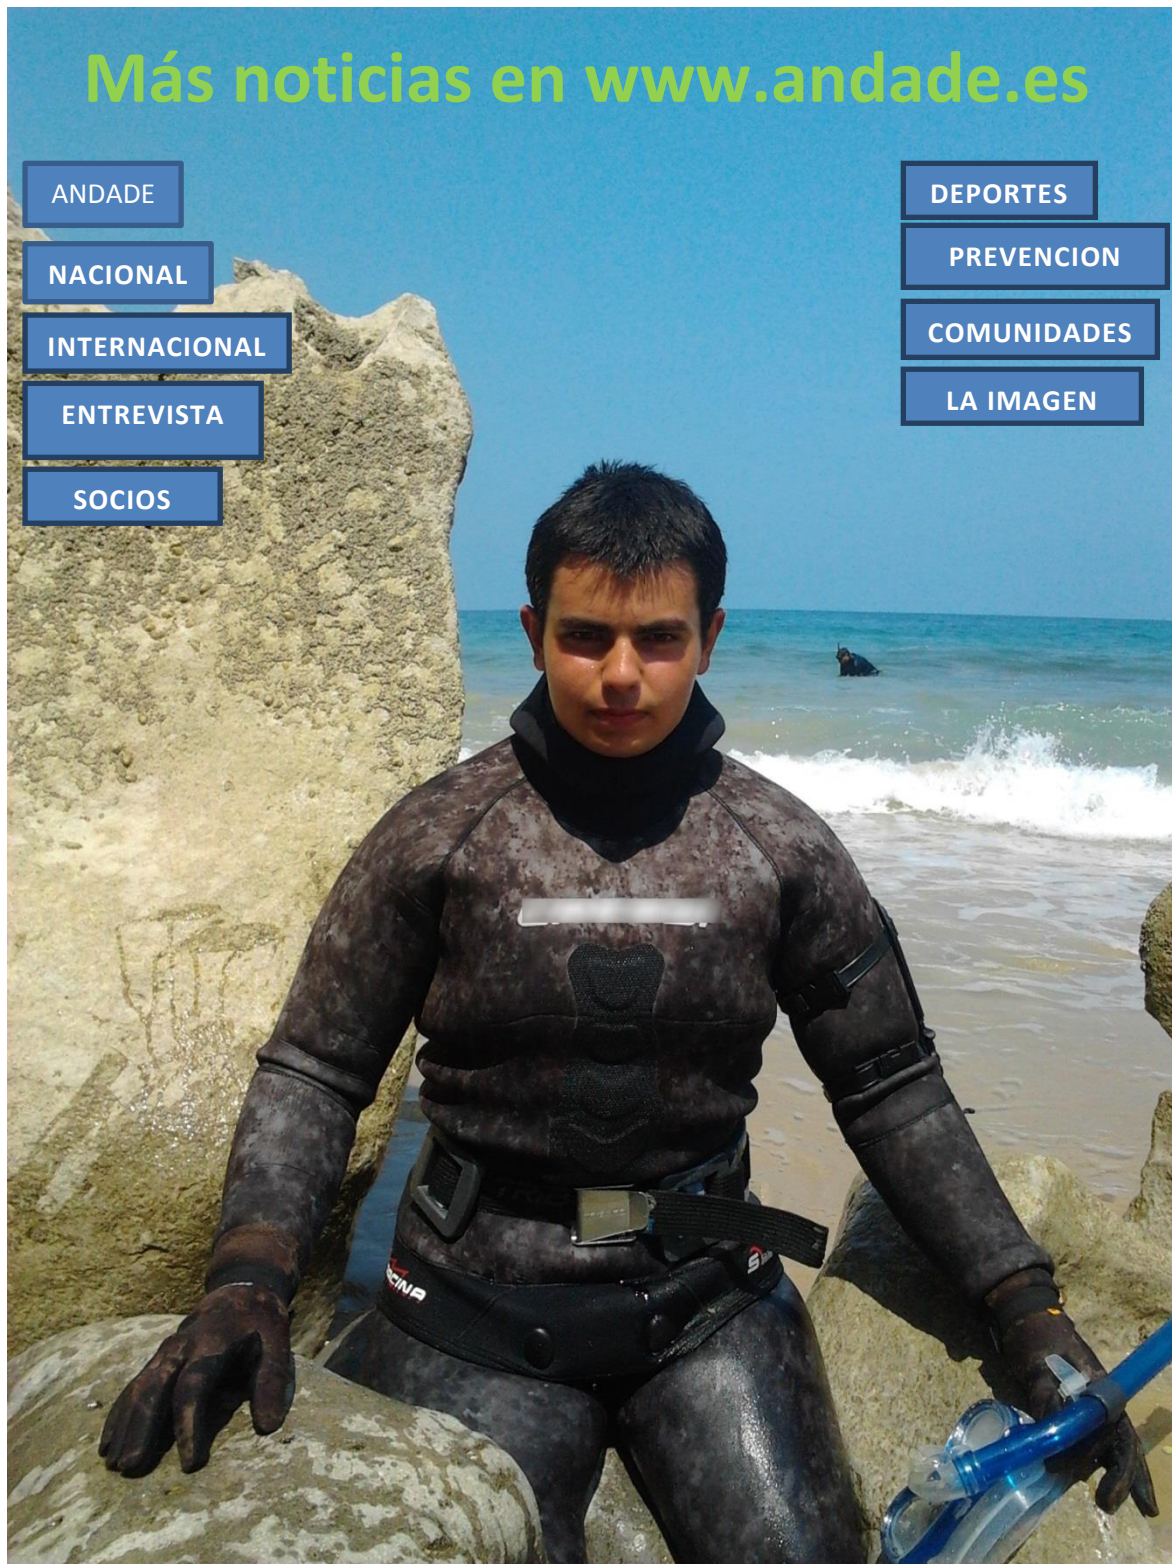 Más noticias en www.andade.es
ANDADE
NACIONAL
INTERNACIONAL
ENTREVISTA
SOCIOS
DEPORTES
PREVENCION
COMUNIDADES
LA IMAGEN